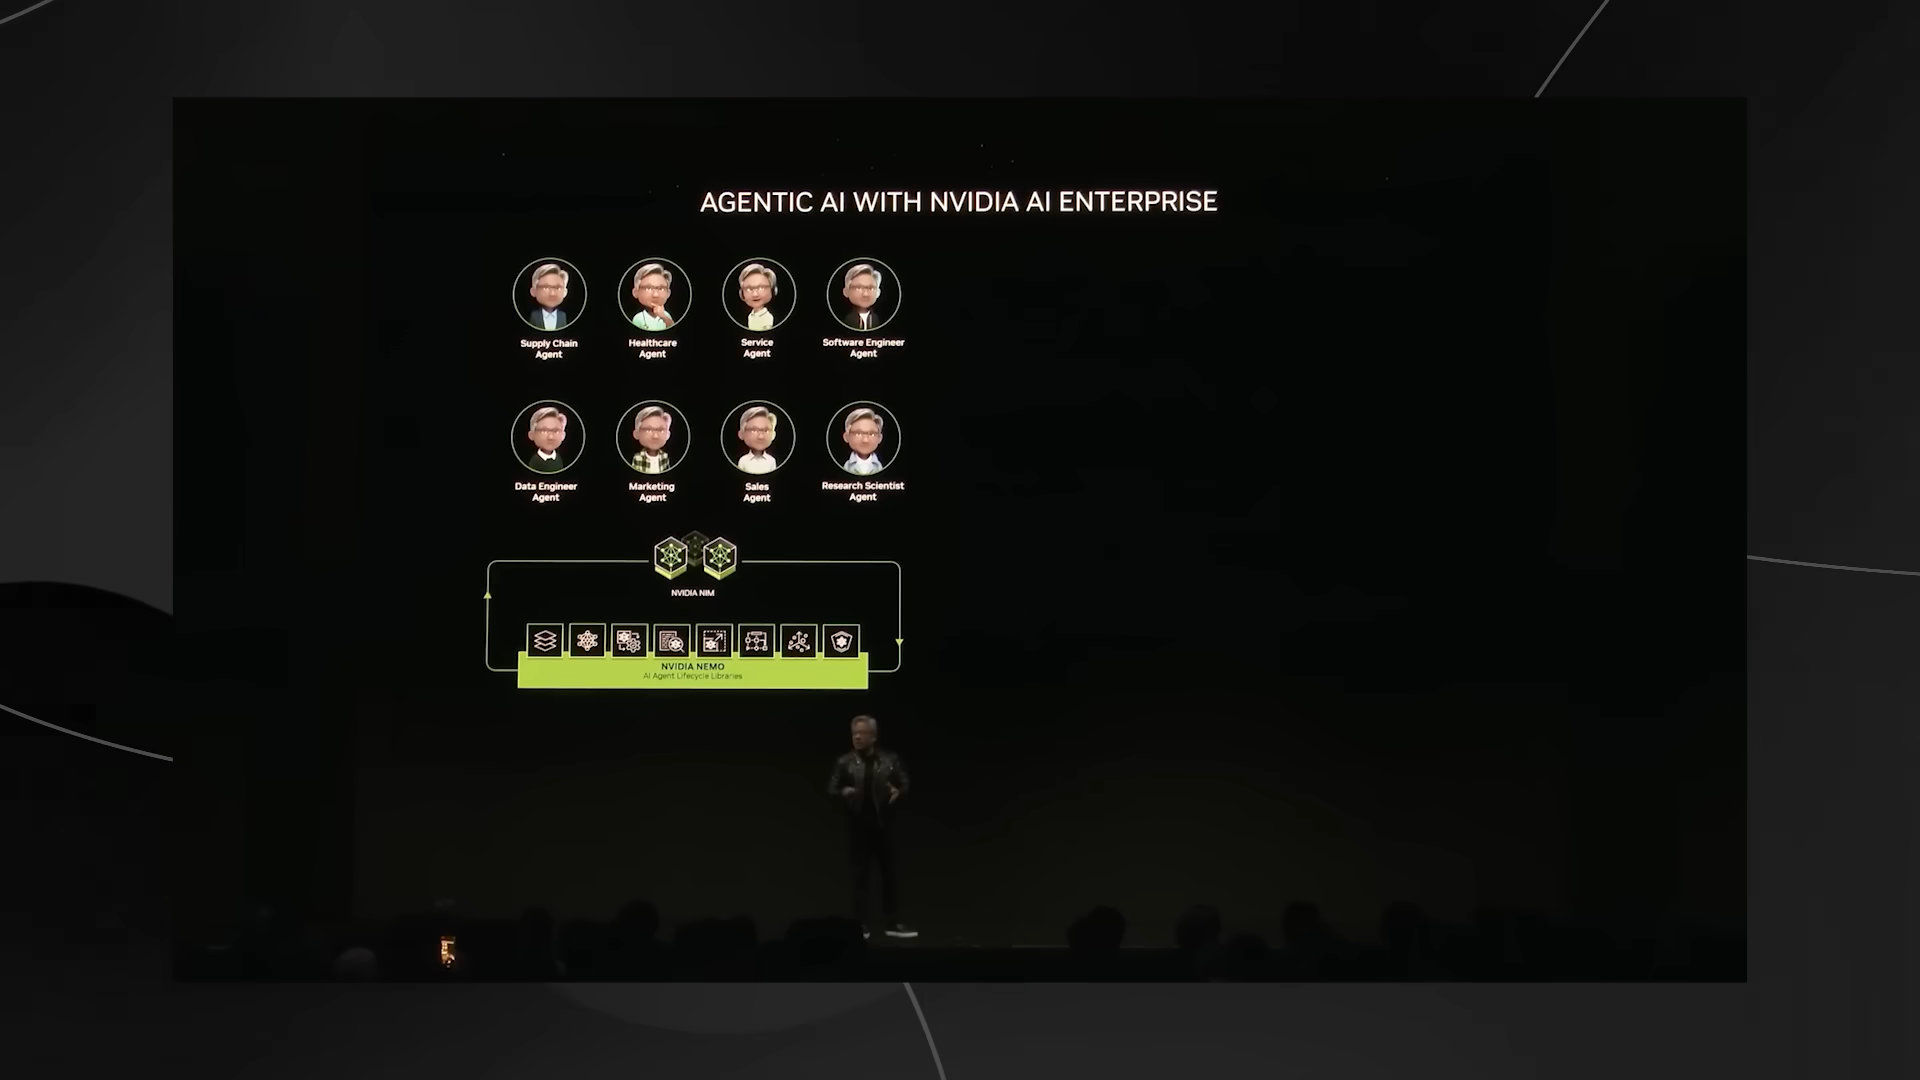 AGENTIC AI WITH NVIDIA AI ENTERPRISE
Supply Chain
Agent
Healthcare
Agent
Service
Agent
Software Engineer
Agent
Data Engineer
Agent
Marketing
Agent
Sales
Agent
Research Scientist
Agent
NVIDIA NIM
NVIDIA NEMO
AI Agent Lifecycle Libraries